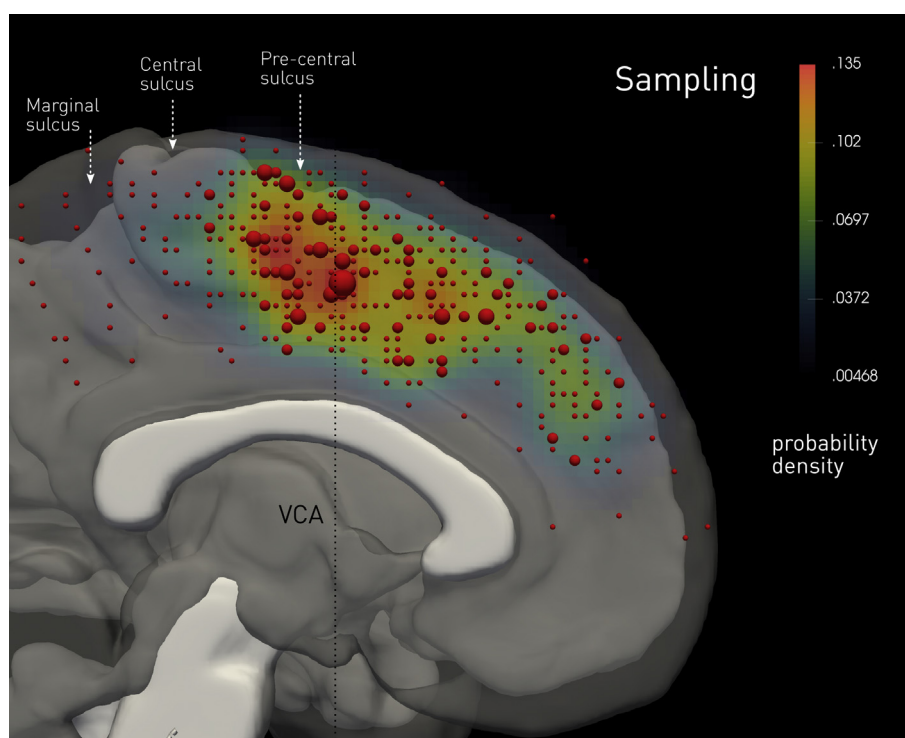 Pre-central
sulcus
Central
sulcus
Marginal
sulcus
Sampling
.135
.102
.0697
.0372
.00468
probability
density
VCA